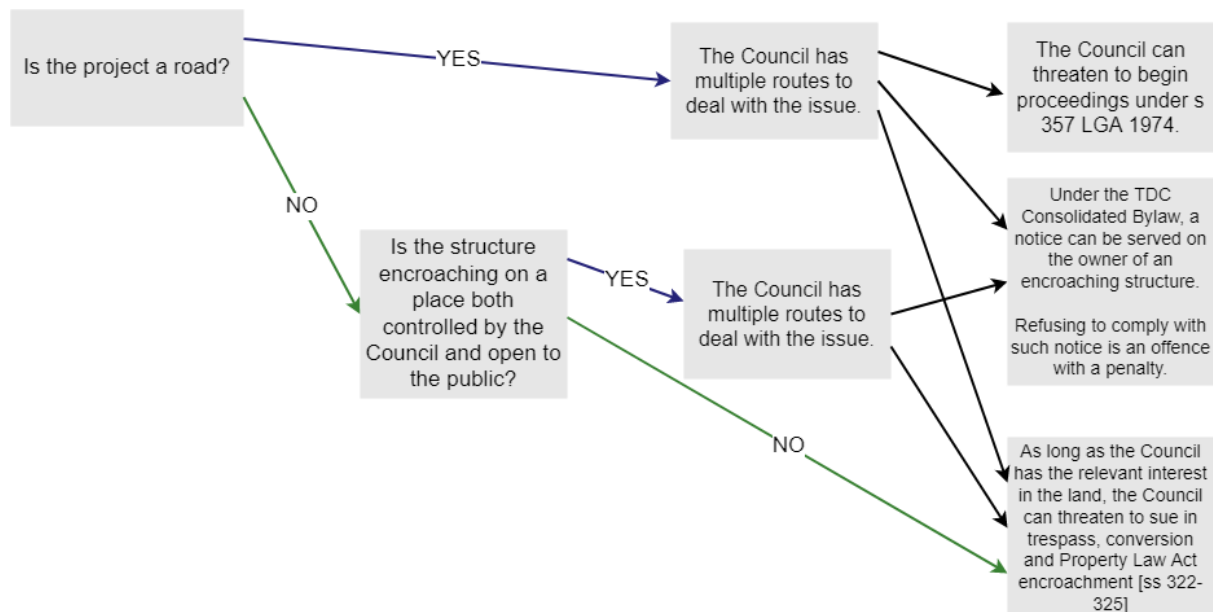 Is the project a road?
YES
The Council has
multiple routes to
deal with the issue.
The Council can
threaten to begin
proceedings under s
357 LGA 1974.
NO
Is the structure
encroaching on a
place both
controlled by the
Council and open to
the public?
YES
The Council has
multiple routes to
deal with the issue.
Under the TDC
Consolidated Bylaw, a
notice can be served on
the owner of an
encroaching structure.
Refusing to comply with
such notice is an offence
with a penalty.
NO
As long as the Council
has the relevant interest
in the land, the Council
can threaten to sue in
trespass, conversion
and Property Law Act
encroachment [ss 322-
325]